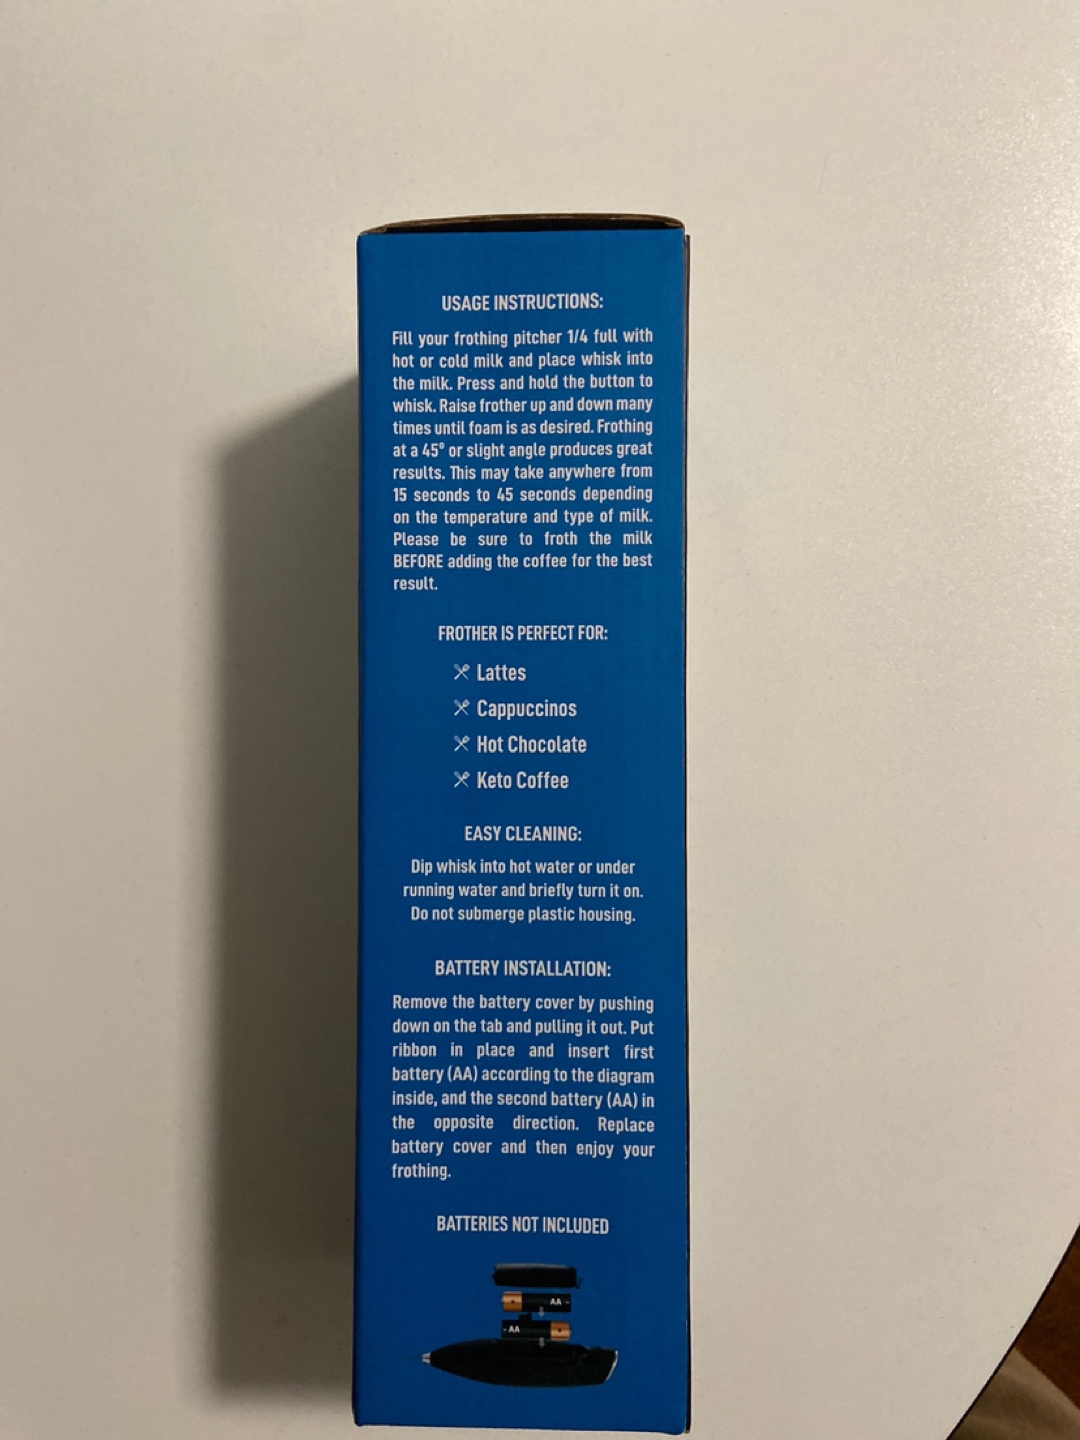 USAGE INSTRUCTIONS:
Fill your frothing pitcher 1/4 full with
hot or cold milk and place whisk into
the milk. Press and hold the button to
whisk. Raise frother up and down many
times until foam is as desired. Frothing
at a 45° or slight angle produces great
results. This may take anywhere from
15 seconds to 45 seconds depending
on the temperature and type of milk.
Please be sure to froth the milk
BEFORE adding the coffee for the best
result.
FROTHER IS PERFECT FOR:
Lattes
Cappuccinos
Hot Chocolate
Keto Coffee
EASY CLEANING:
Dip whisk into hot water or under
running water and briefly turn it on.
Do not submerge plastic housing.
BATTERY INSTALLATION:
Remove the battery cover by pushing
down on the tab and pulling it out. Put
ribbon in place and insert first
battery (AA) according to the diagram
inside, and the second battery (AA) in
the opposite direction. Replace
battery cover and then enjoy your
frothing.
BATTERIES NOT INCLUDED
+ AA -
- AA +